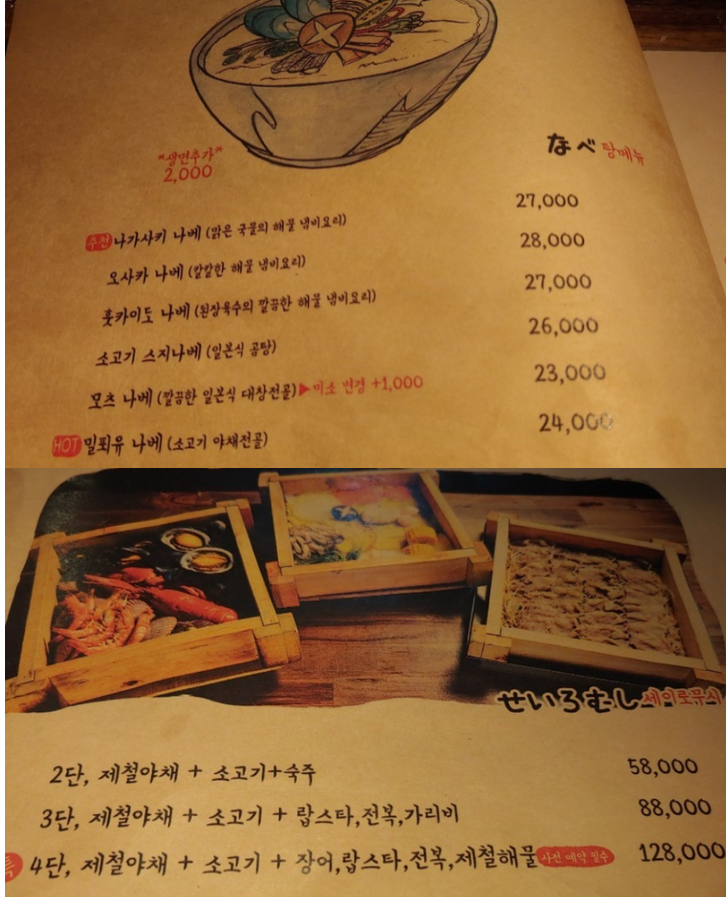 *생면추가*
2,000
なべ 탕메뉴
추천 나가사키 나베 (맑은 국물의 해물 냄비요리) 27,000
오사카 나베 (칼칼한 해물 냄비요리) 28,000
훗카이도 나베 (된장육수의 깔끔한 해물 냄비요리) 27,000
소고기 스지나베 (일본식 곰탕) 26,000
모츠 나베 (깔끔한 일본식 대창전골) ▶미소 변경 +1,000 23,000
HOT 밀푀유 나베 (소고기 야채전골) 24,000
せいろむし 세이로무시
2단, 제철야채 + 소고기+숙주 58,000
3단, 제철야채 + 소고기 + 랍스타,전복,가리비 88,000
특 4단, 제철야채 + 소고기 + 장어,랍스타,전복,제철해물 사전 예약 필수 128,000